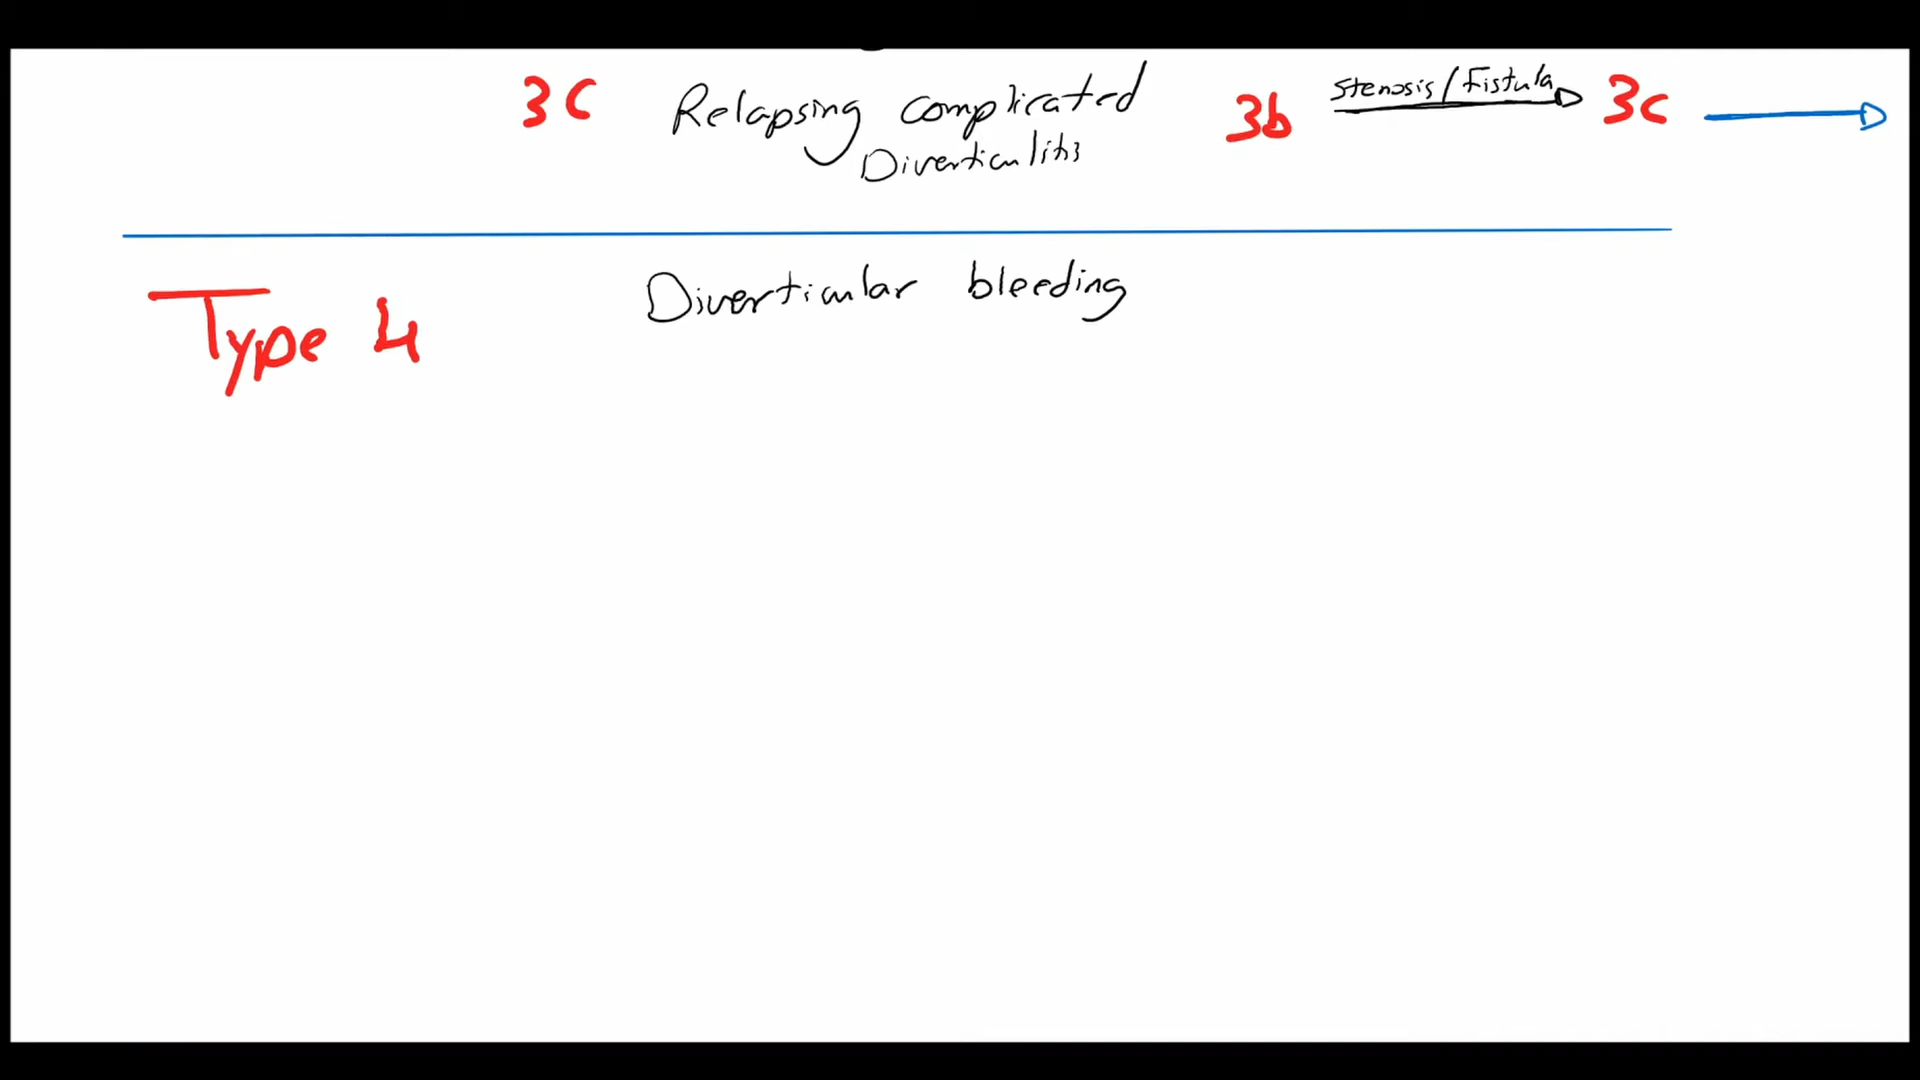 3c Relapsing complicated 3b Stenosis/Fistula 3c
Diverticulitis
Type 4 Diverticular bleeding